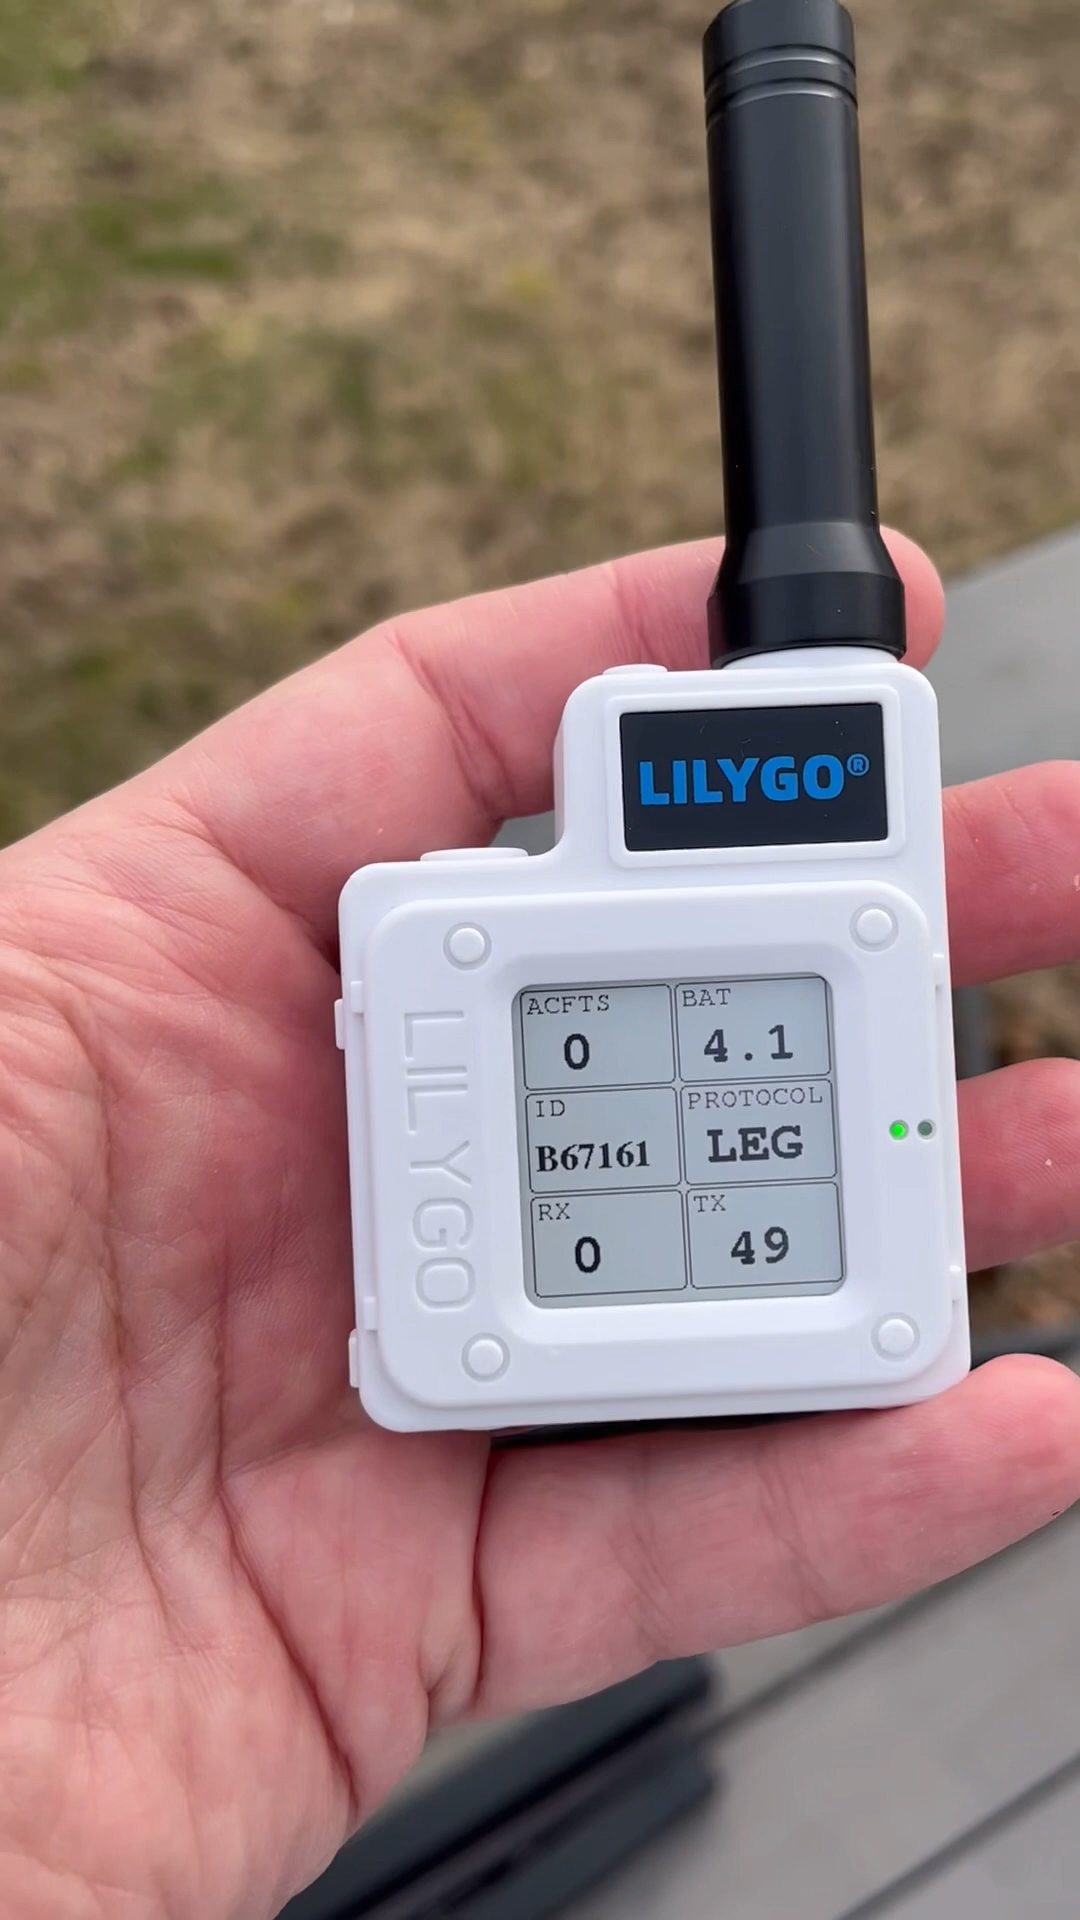 LILYGO®
LILYGO
ACFTS
0
BAT
4.1
ID
B67161
PROTOCOL
LEG
RX
0
TX
49